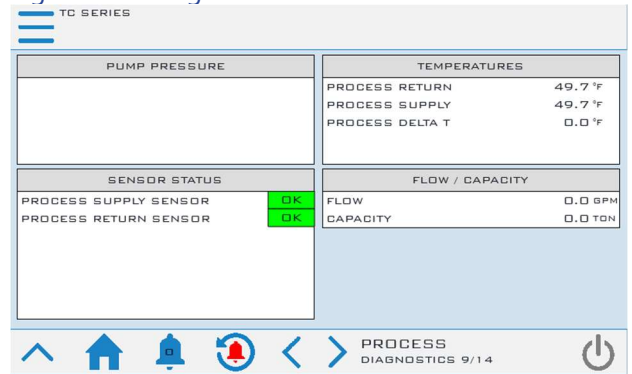 TC SERIES
PUMP PRESSURE
TEMPERATURES
PROCESS RETURN 49.7 °F
PROCESS SUPPLY 49.7 °F
PROCESS DELTA T 0.0 °F
SENSOR STATUS
PROCESS SUPPLY SENSOR OK
PROCESS RETURN SENSOR OK
FLOW / CAPACITY
FLOW 0.0 GPM
CAPACITY 0.0 TON
0
PROCESS
DIAGNOSTICS 9/14